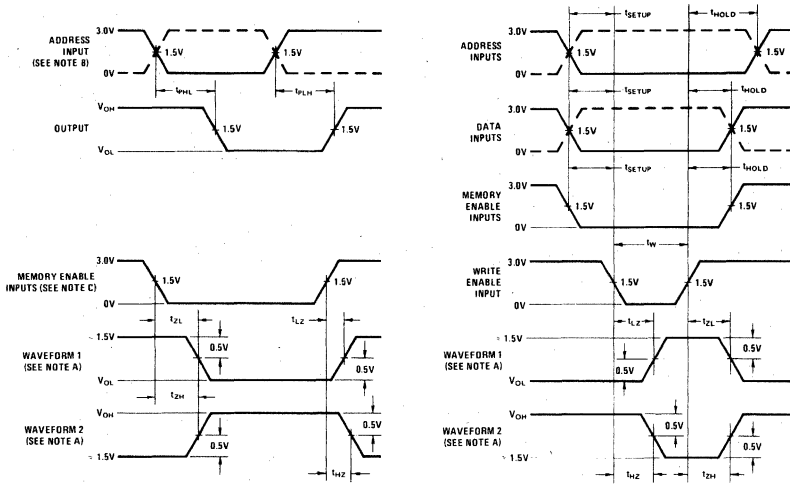 3.0V
ADDRESS
INPUT
(SEE NOTE B)
1.5V
1.5V
0V
tPHL
tPLH
VOH
OUTPUT
1.5V
1.5V
VOL
3.0V
MEMORY ENABLE
INPUTS (SEE NOTE C)
1.5V
1.5V
0V
tZL
tLZ
≈ 1.5V
WAVEFORM 1
(SEE NOTE A)
0.5V
0.5V
VOL
tZH
VOH
WAVEFORM 2
(SEE NOTE A)
0.5V
0.5V
≈ 1.5V
tHZ
tSETUP
tHOLD
3.0V
ADDRESS
INPUTS
1.5V
1.5V
0V
tSETUP
tHOLD
3.0V
DATA
INPUTS
1.5V
1.5V
0V
tSETUP
tHOLD
3.0V
MEMORY
ENABLE
INPUTS
1.5V
1.5V
0V
tW
3.0V
WRITE
ENABLE
INPUT
1.5V
1.5V
0V
tLZ
tZL
≈ 1.5V
WAVEFORM 1
(SEE NOTE A)
0.5V
0.5V
VOL
VOH
WAVEFORM 2
(SEE NOTE A)
0.5V
0.5V
≈ 1.5V
tHZ
tZH